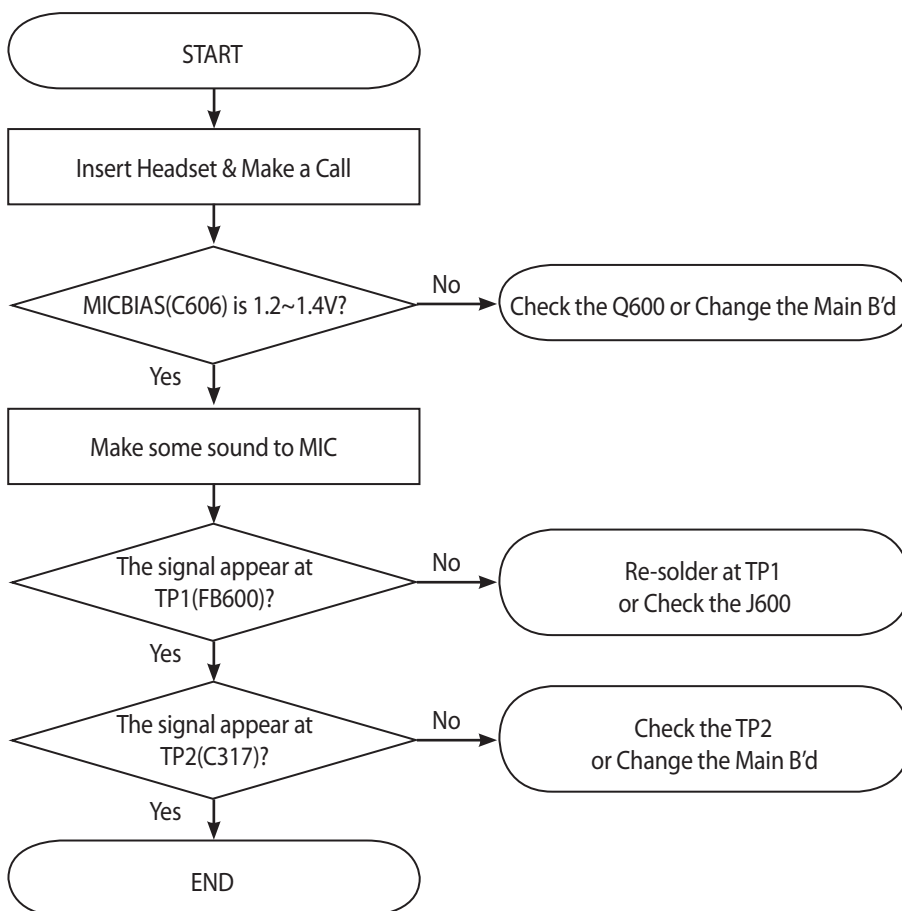 START
Insert Headset & Make a Call
MICBIAS(C606) is 1.2~1.4V?
No
Check the Q600 or Change the Main B'd
Yes
Make some sound to MIC
The signal appear at
TP1(FB600)?
No
Re-solder at TP1
or Check the J600
Yes
The signal appear at
TP2(C317)?
No
Check the TP2
or Change the Main B'd
Yes
END